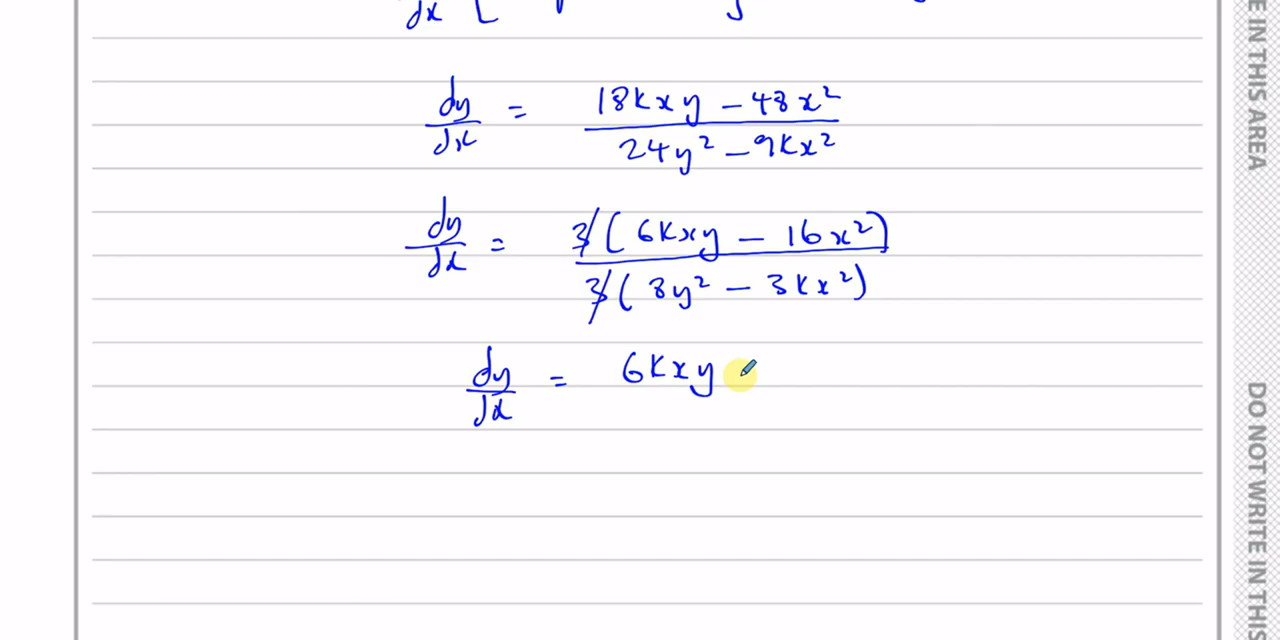 dx [
dy/dx = (18kxy - 48x²)/(24y² - 9kx²)
dy/dx = 3(6kxy - 16x²)/3(8y² - 3kx²)
dy/dx = 6kxy
E IN THIS AREA
DO NOT WRITE IN THIS